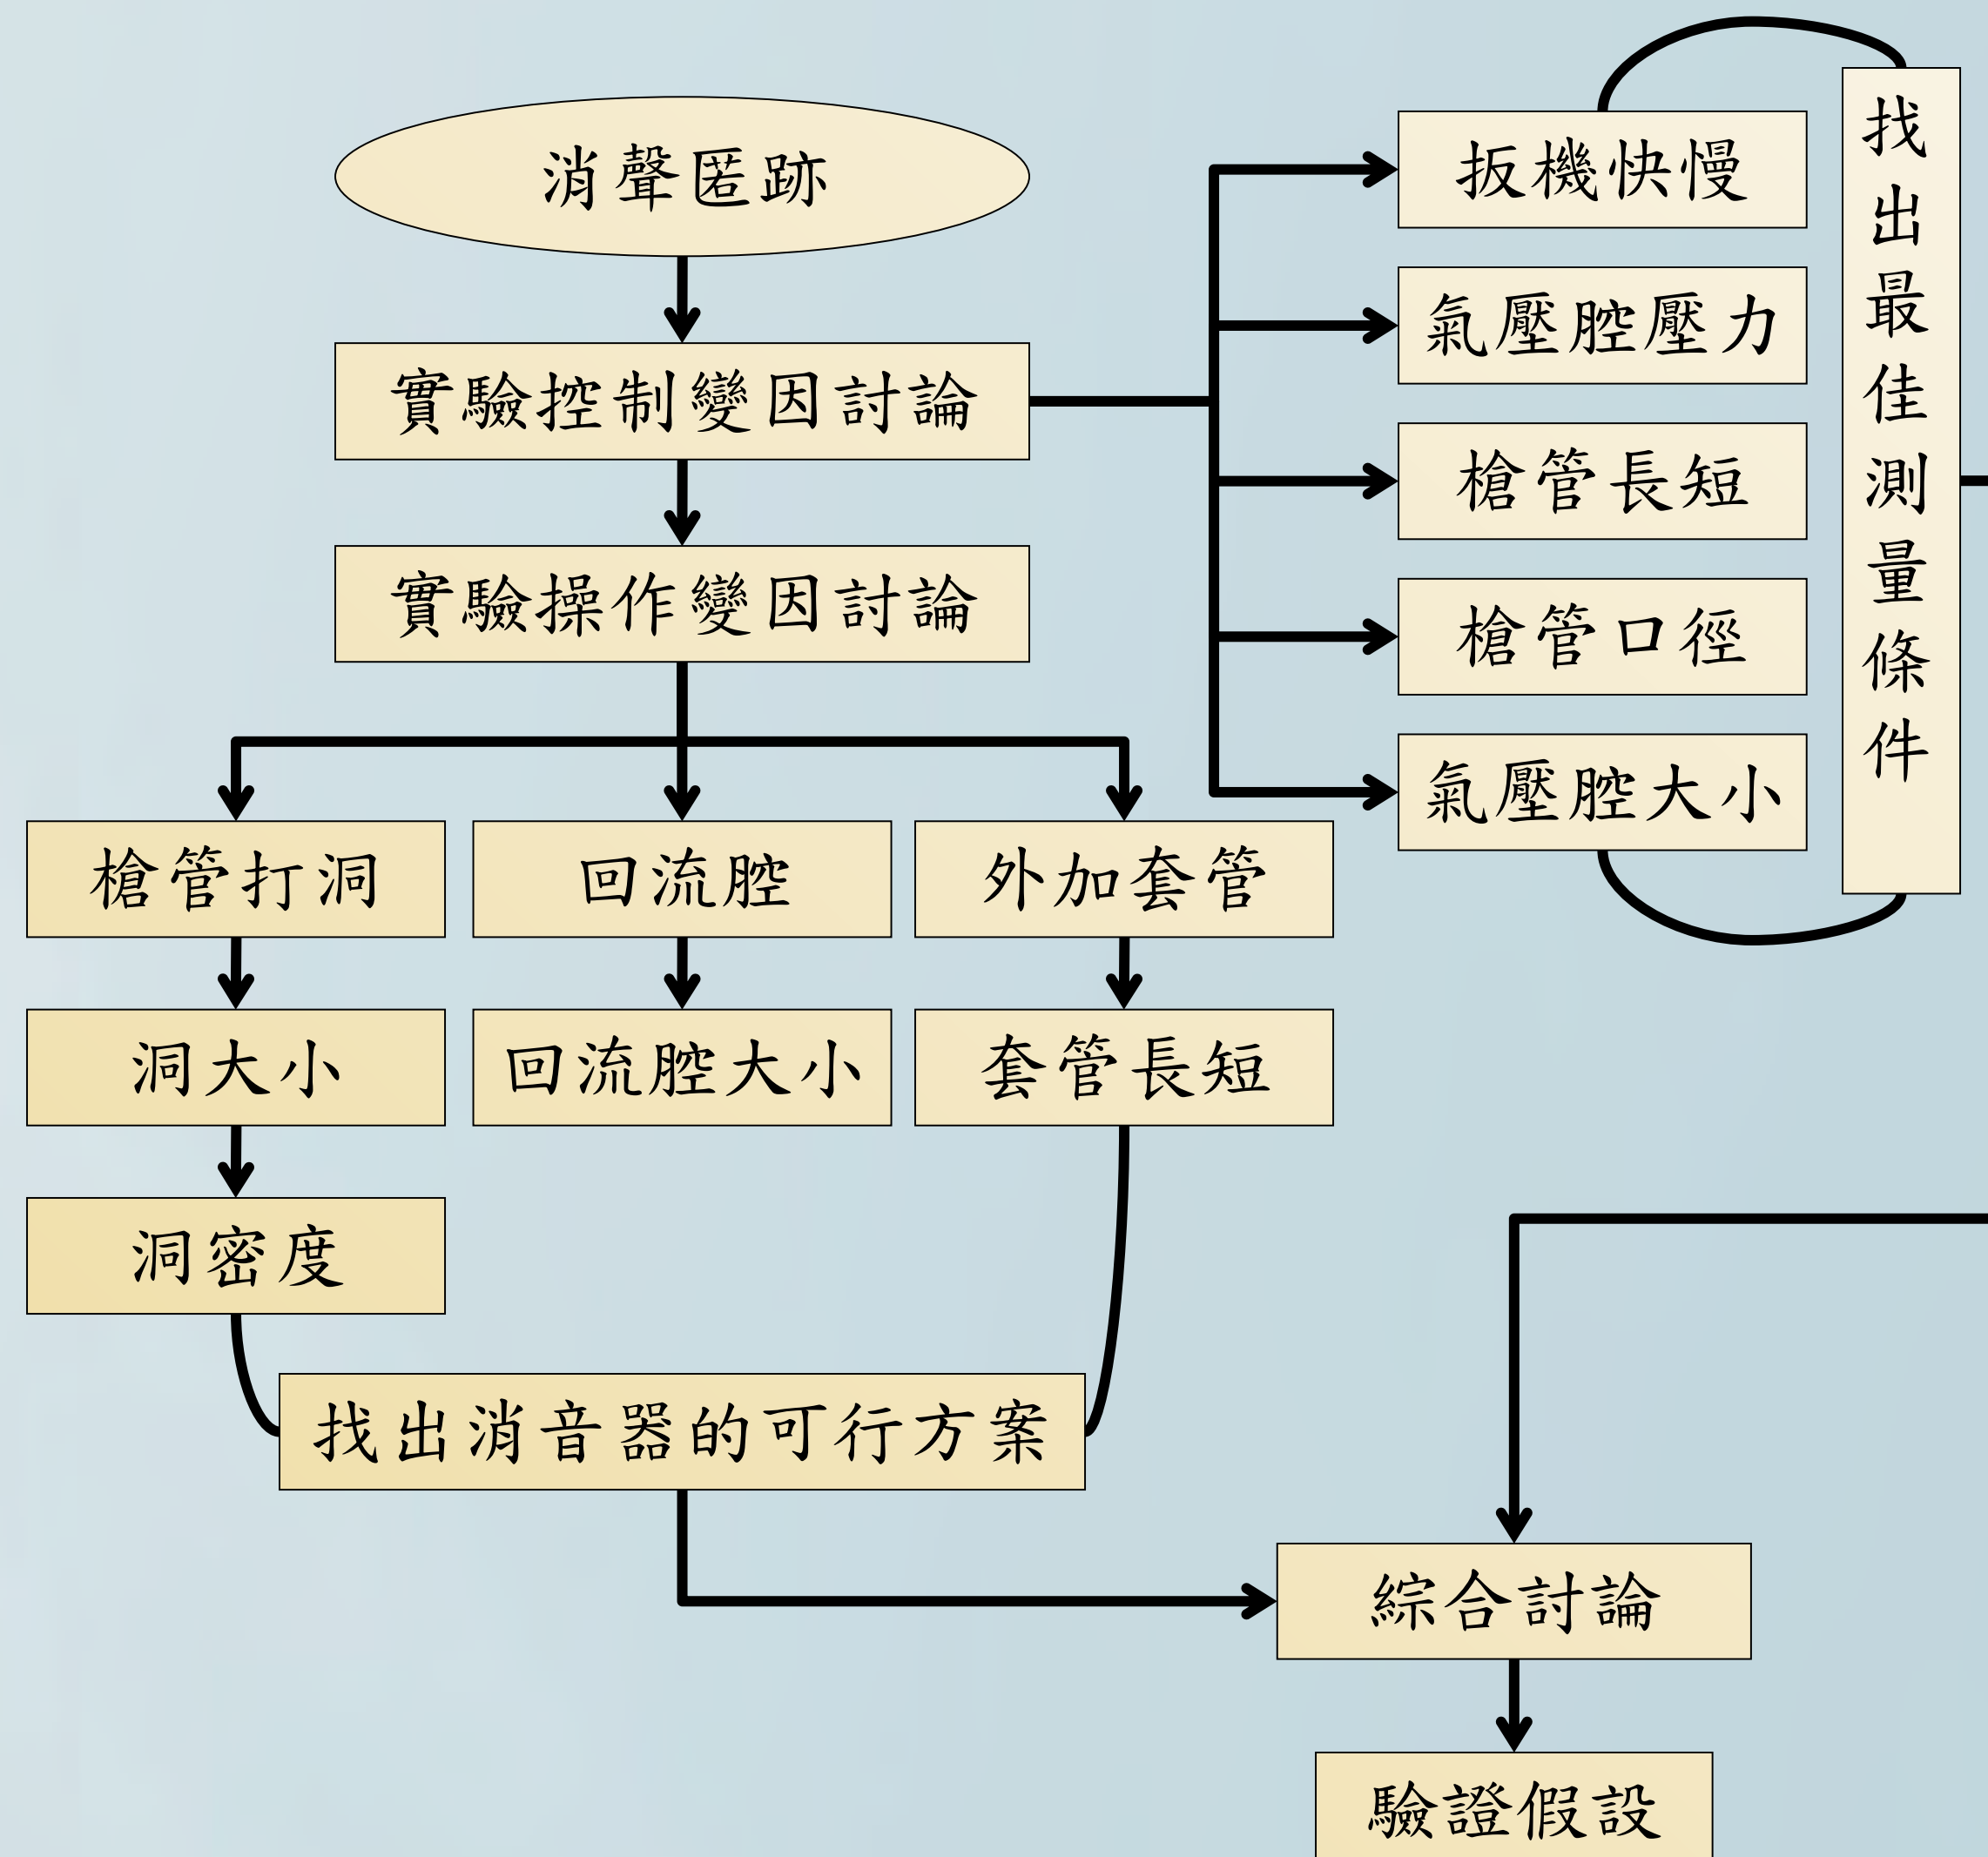 消聲匿跡
實驗控制變因討論
實驗操作變因討論
扳機快慢
氣壓腔壓力
槍管長短
槍管口徑
氣壓腔大小
找出最佳測量條件
槍管打洞
回流腔
外加套管
洞大小
回流腔大小
套管長短
洞密度
找出消音器的可行方案
綜合討論
驗證假設